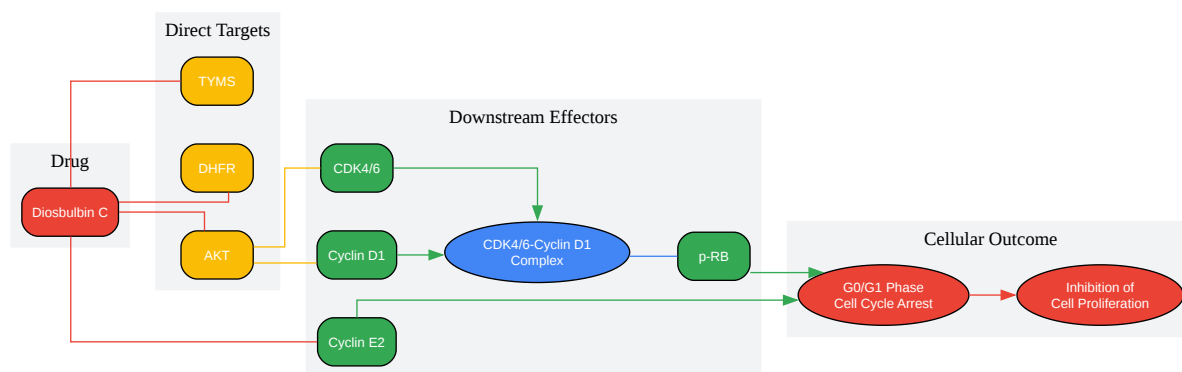 Direct Targets
TYMS
DHFR
AKT
Drug
Diosbulbin C
Downstream Effectors
CDK4/6
Cyclin D1
Cyclin E2
CDK4/6-Cyclin D1
Complex
p-RB
Cellular Outcome
G0/G1 Phase
Cell Cycle Arrest
Inhibition of
Cell Proliferation